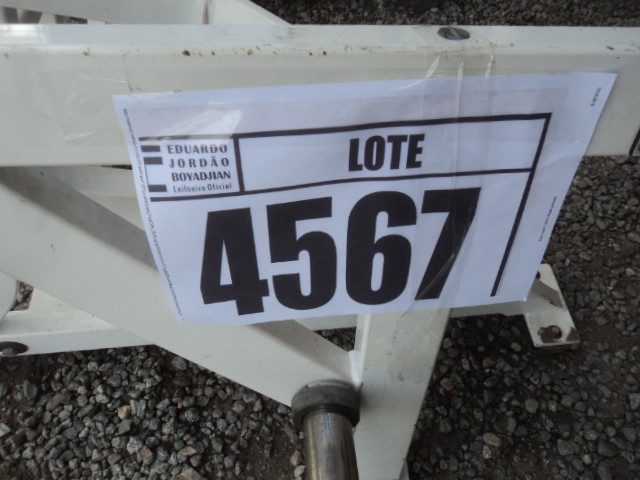 EDUARDO
JORDÃO
BOYADJIAN
Leiloeiro Oficial
LOTE
4567